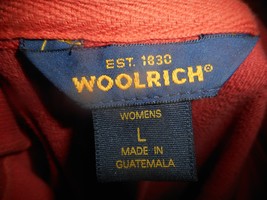 EST. 1830
WOOLRICH®
WOMENS
L
MADE IN
GUATEMALA